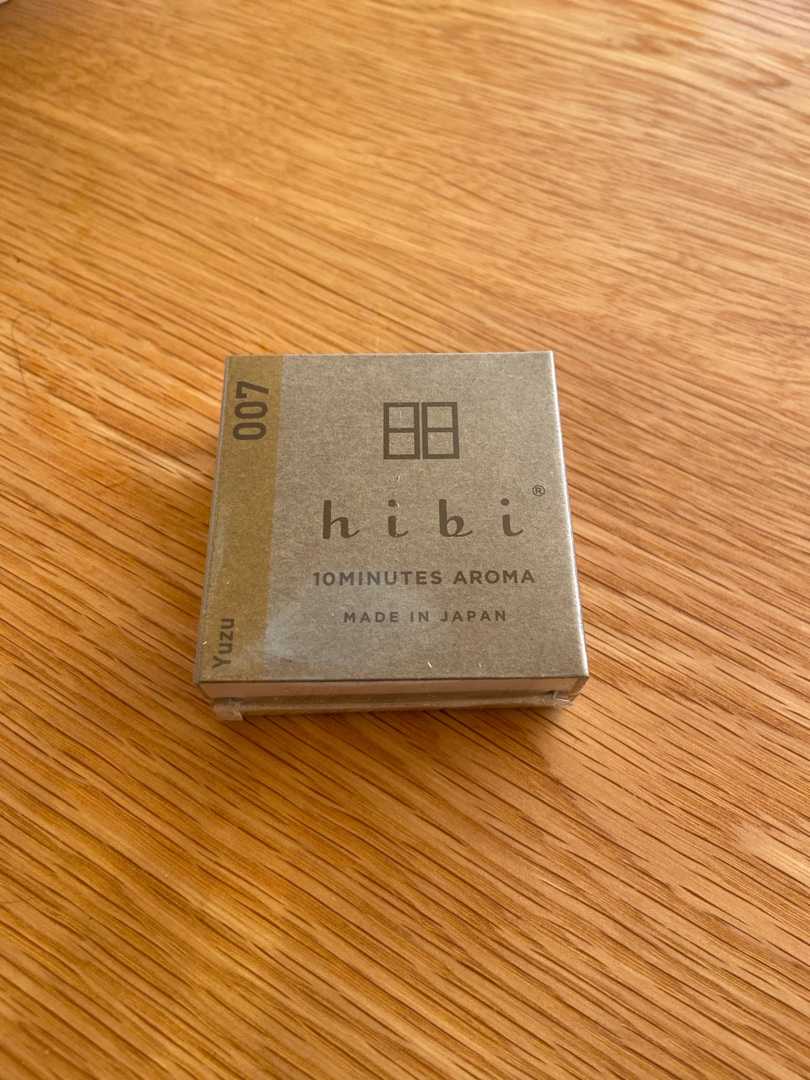 007
Yuzu
hibi®
10MINUTES AROMA
MADE IN JAPAN